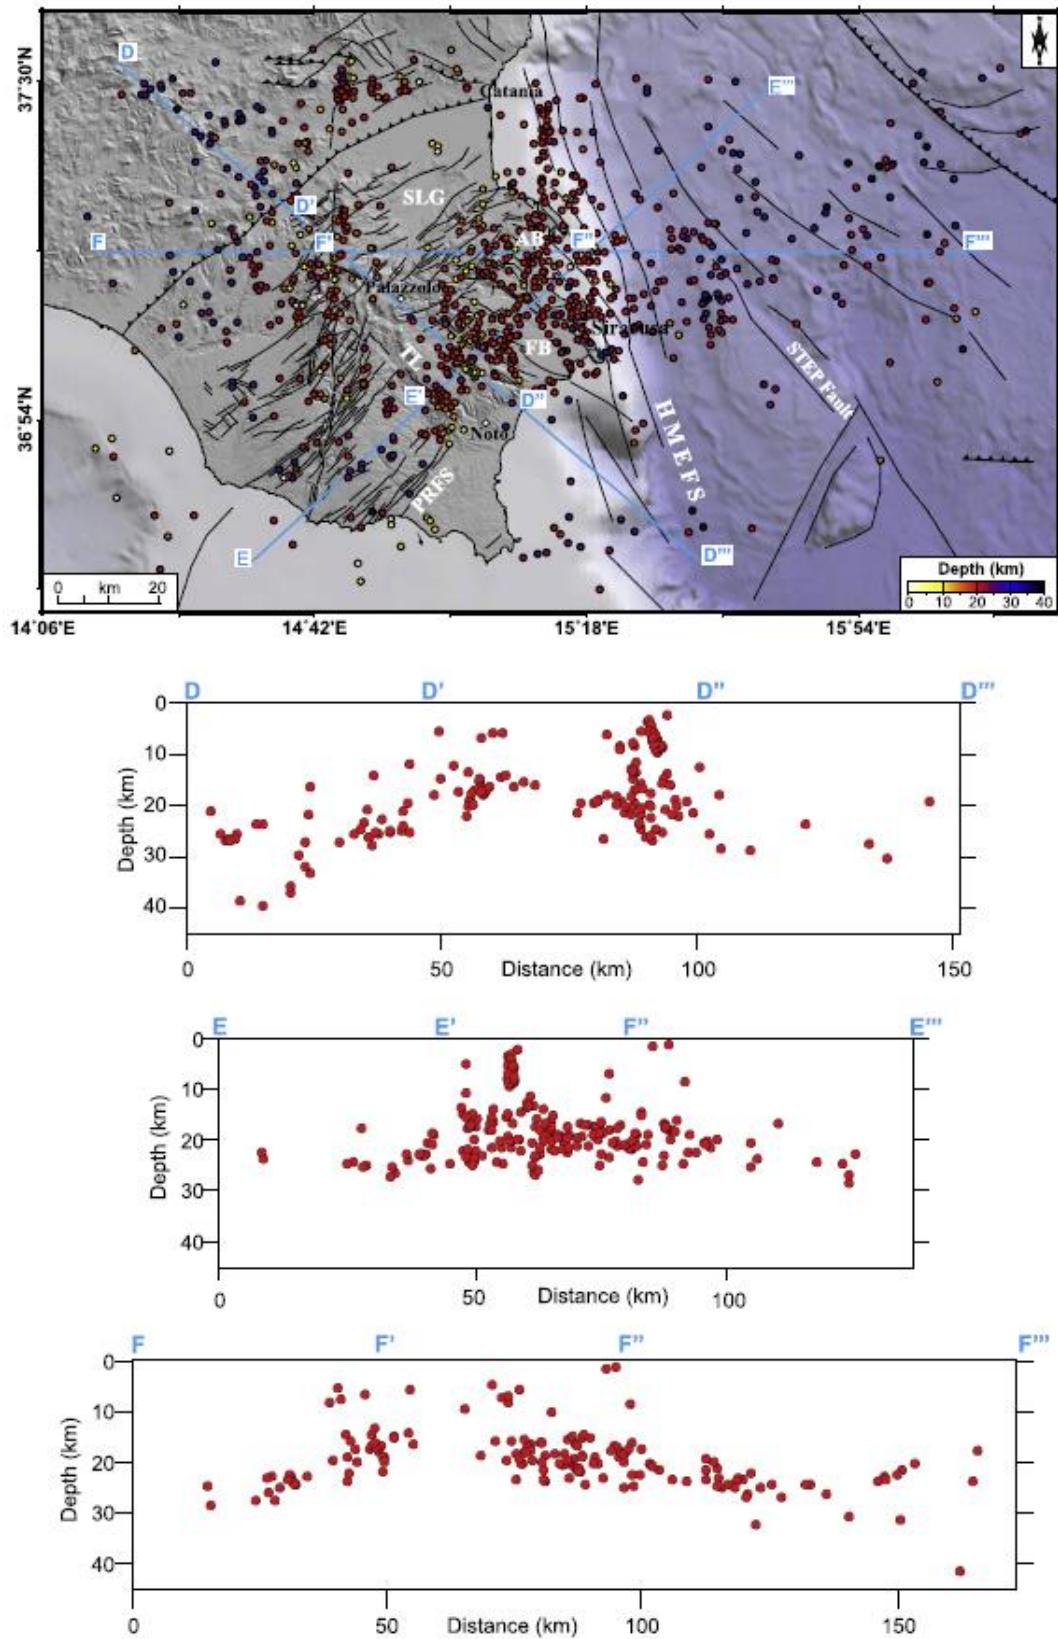 37°30'N
36°54'N
D
Catania
E'''
SLG
D'
F
F'
AB
F''
F'''
Palazzolo
Siracusa
FB
TL
STEP Fault
E'
D''
Noto
HMEFS
PRFS
E
D'''
0 km 20
Depth (km)
0 10 20 30 40
14°06'E 14°42'E 15°18'E 15°54'E
D D' D'' D'''
0
10
20
30
40
Depth (km)
0 50 100 150
Distance (km)
E E' F'' E'''
0
10
20
30
40
Depth (km)
0 50 100
Distance (km)
F F' F'' F'''
0
10
20
30
40
Depth (km)
0 50 100 150
Distance (km)